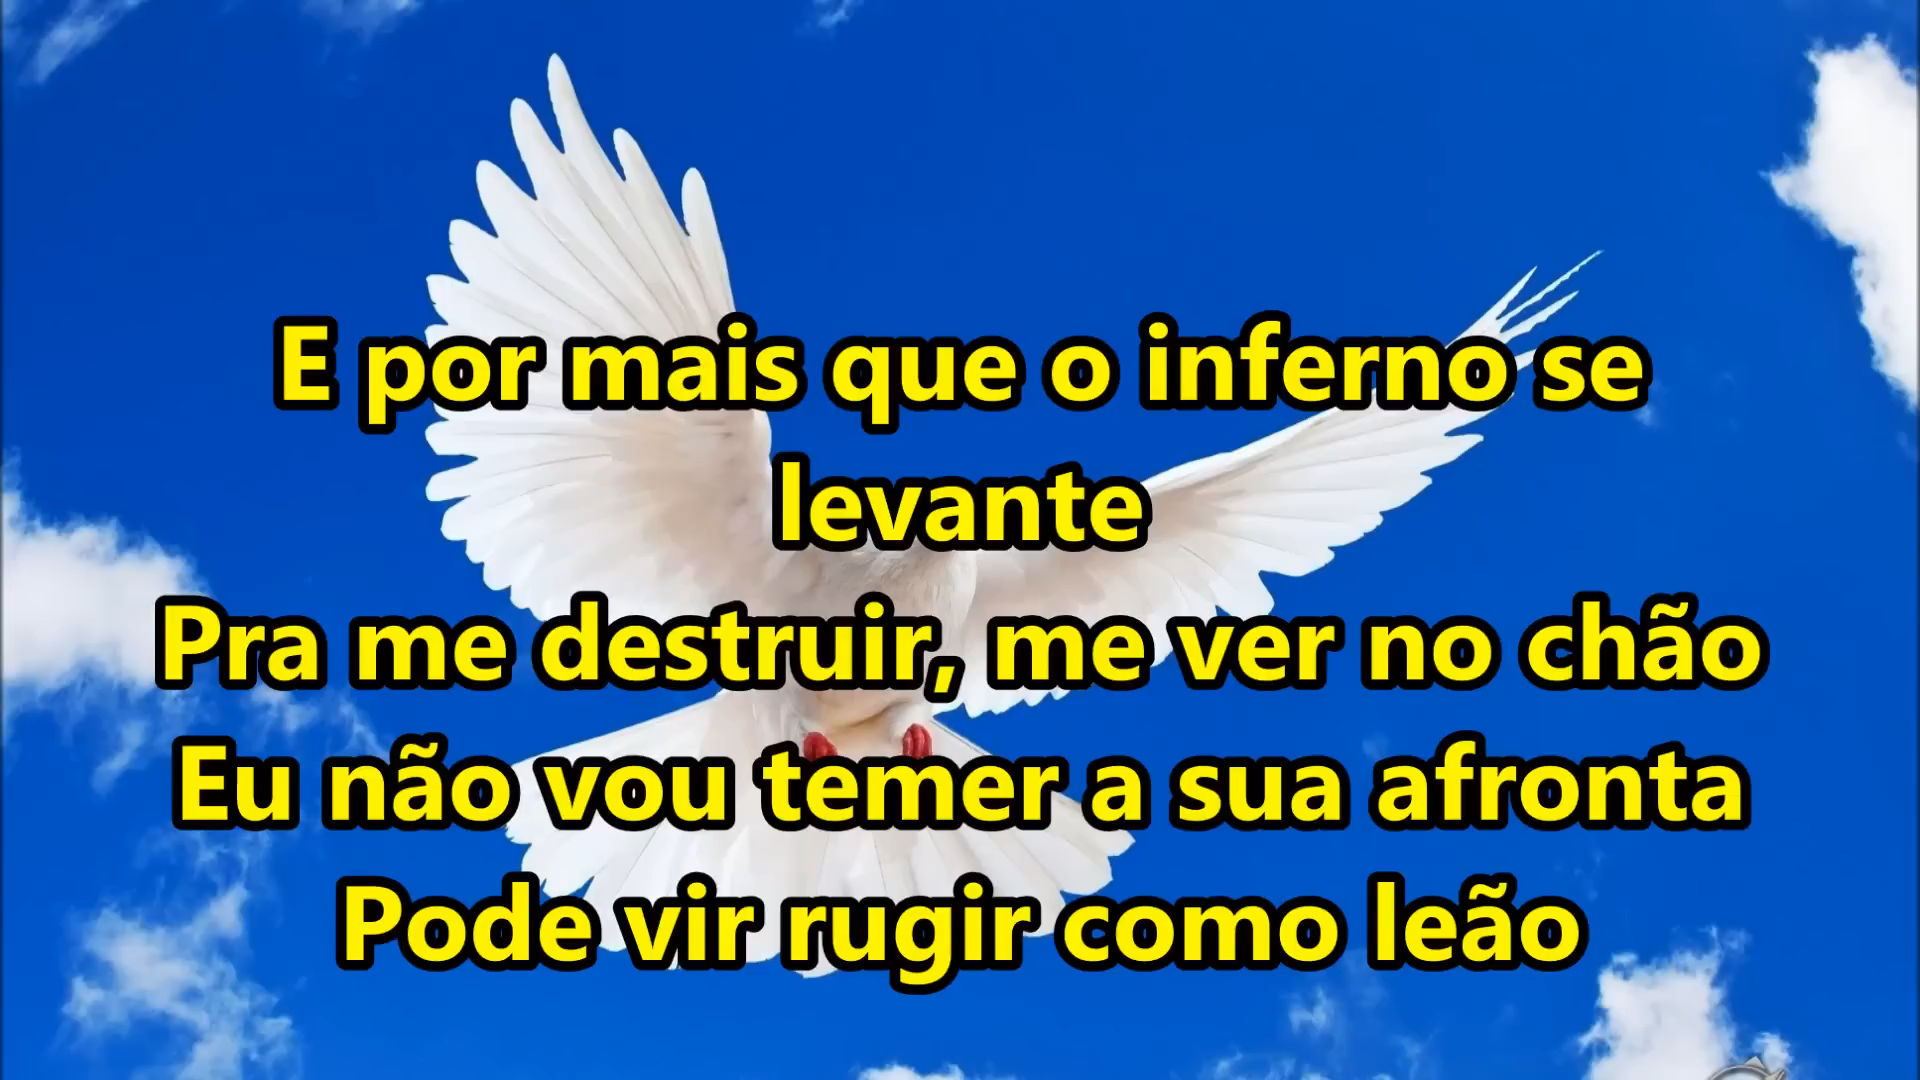 E por mais que o inferno se
levante
Pra me destruir, me ver no chão
Eu não vou temer a sua afronta
Pode vir rugir como leão